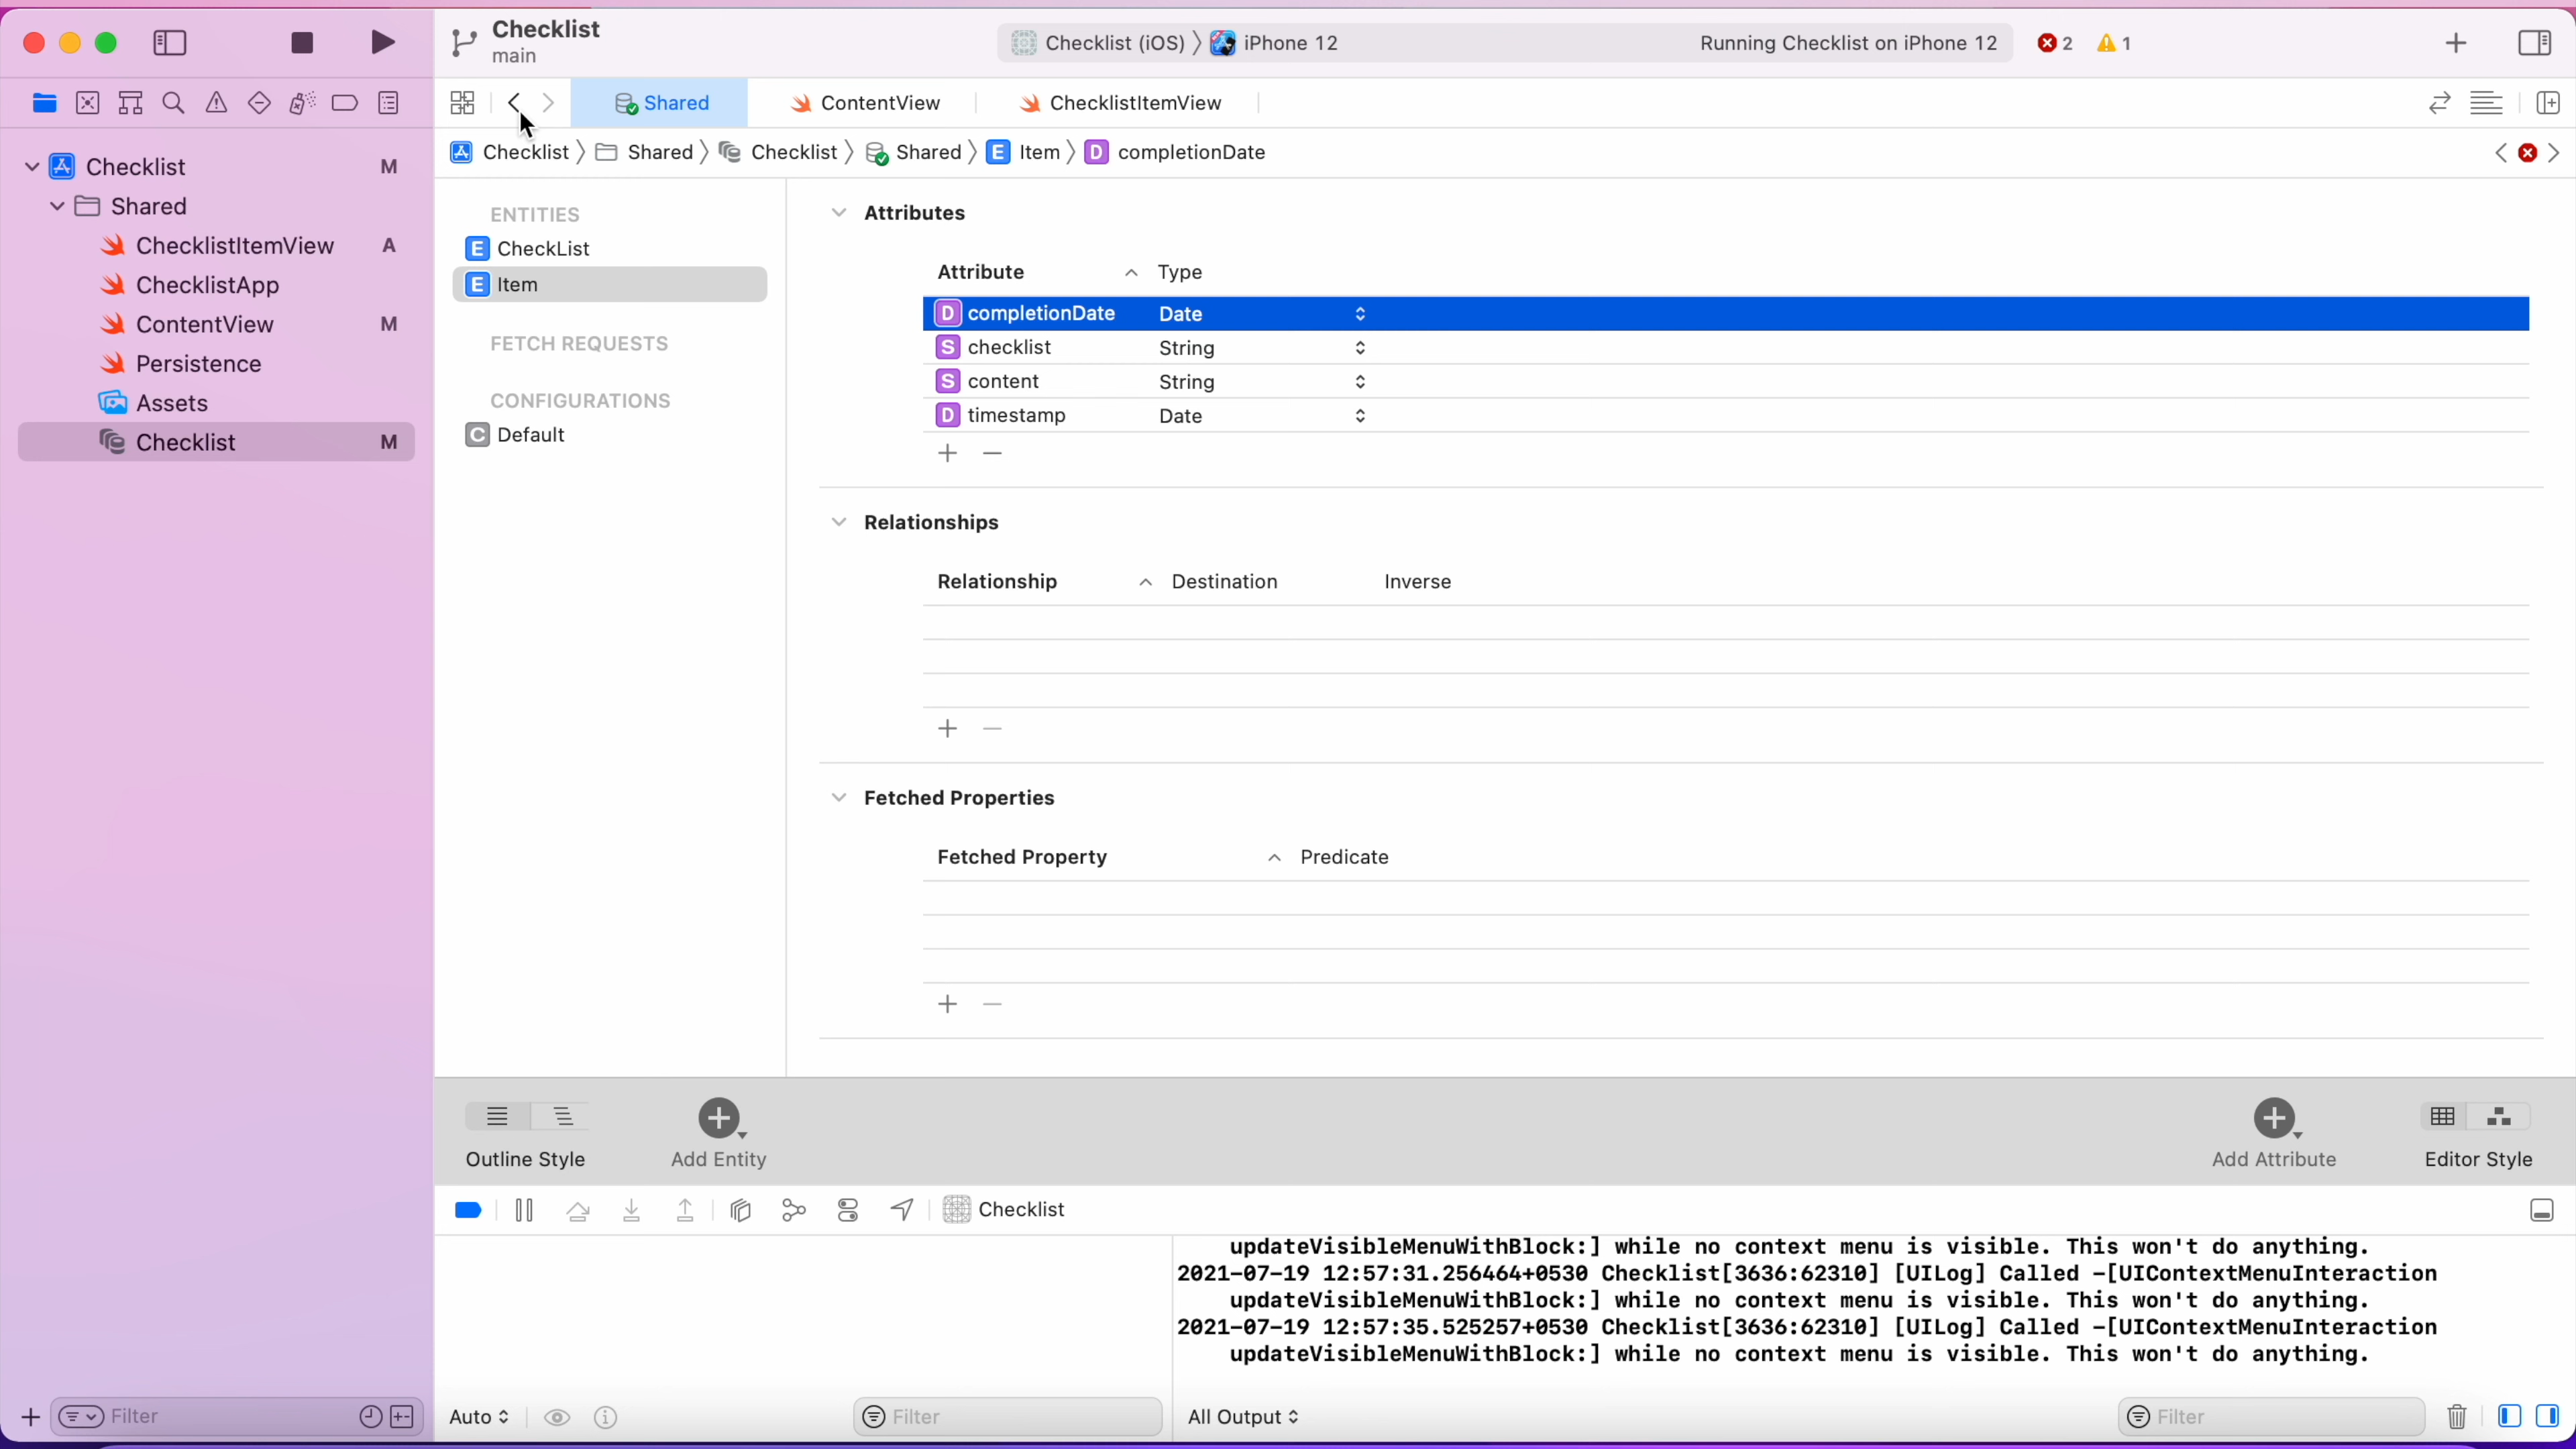 Checklist
main
Checklist (iOS) 〉 iPhone 12
Running Checklist on iPhone 12
2
1
Shared
ContentView
ChecklistItemView
Checklist 〉 Shared 〉 Checklist 〉 Shared 〉 E Item 〉 D completionDate
Checklist M
Shared
ChecklistItemView A
ChecklistApp
ContentView M
Persistence
Assets
Checklist M
ENTITIES
E CheckList
E Item
FETCH REQUESTS
CONFIGURATIONS
C Default
Attributes
Attribute Type
D completionDate Date
S checklist String
S content String
D timestamp Date
Relationships
Relationship Destination Inverse
Fetched Properties
Fetched Property Predicate
Outline Style
Add Entity
Add Attribute
Editor Style
Checklist
updateVisibleMenuWithBlock:] while no context menu is visible. This won't do anything.
2021-07-19 12:57:31.256464+0530 Checklist[3636:62310] [UILog] Called -[UIContextMenuInteraction
updateVisibleMenuWithBlock:] while no context menu is visible. This won't do anything.
2021-07-19 12:57:35.525257+0530 Checklist[3636:62310] [UILog] Called -[UIContextMenuInteraction
updateVisibleMenuWithBlock:] while no context menu is visible. This won't do anything.
Filter
Auto
Filter
All Output
Filter